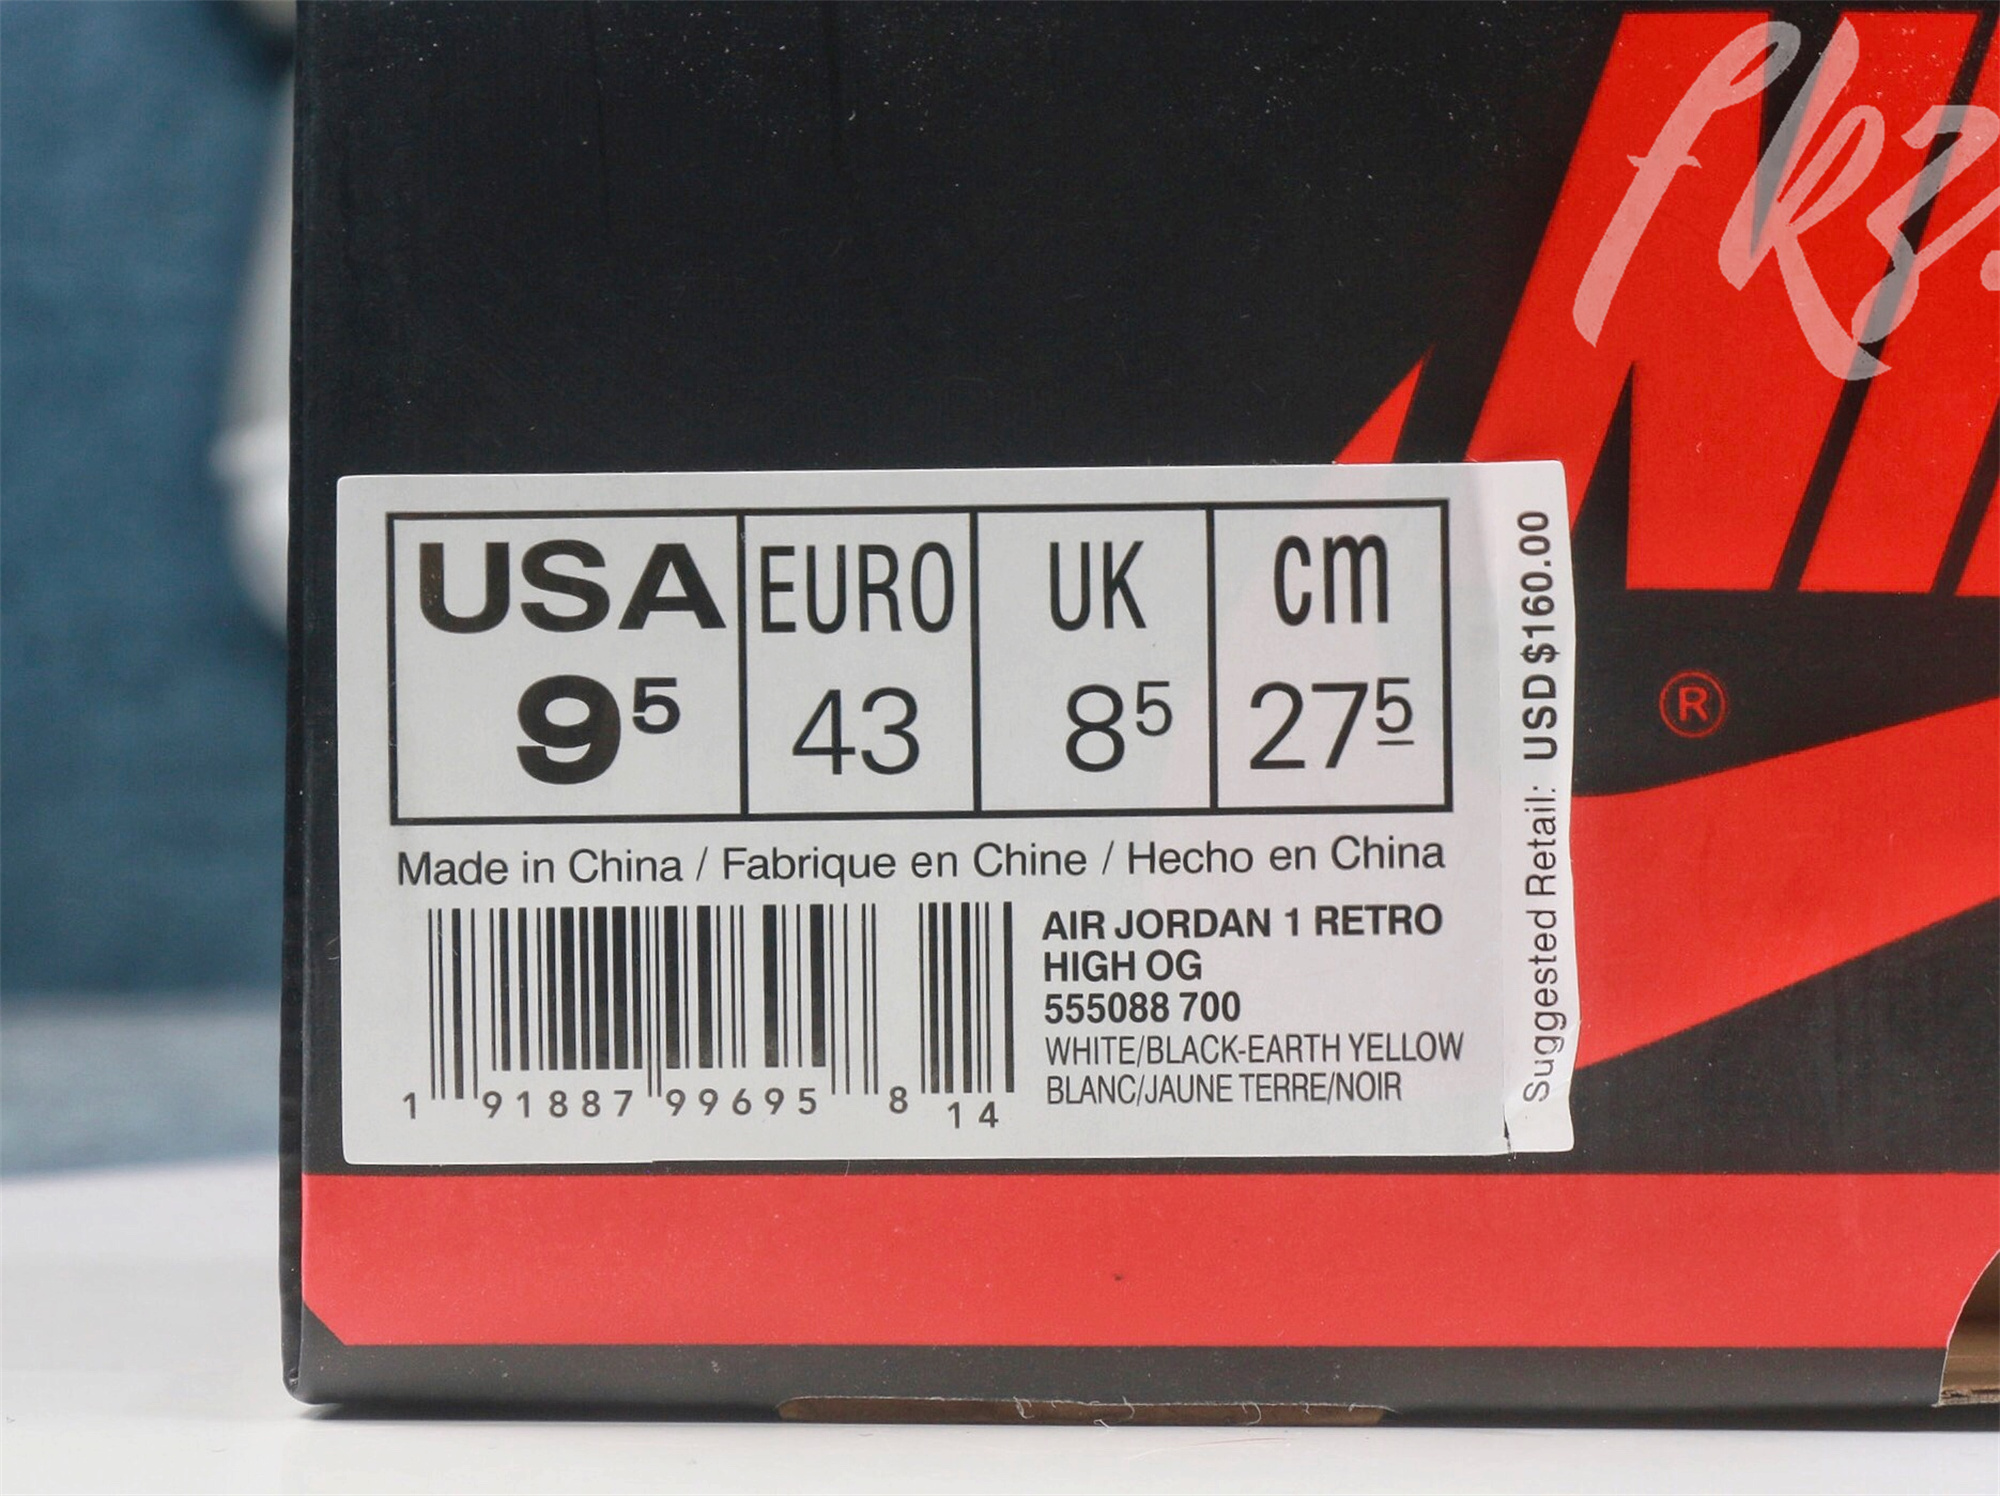 fkz.
NI
®
USA EURO UK cm
9⁵ 43 8⁵ 27⁵
Made in China / Fabrique en Chine / Hecho en China
AIR JORDAN 1 RETRO
HIGH OG
555088 700
WHITE/BLACK-EARTH YELLOW
BLANC/JAUNE TERRE/NOIR
1 91887 99695 8 14
Suggested Retail: USD $160.00